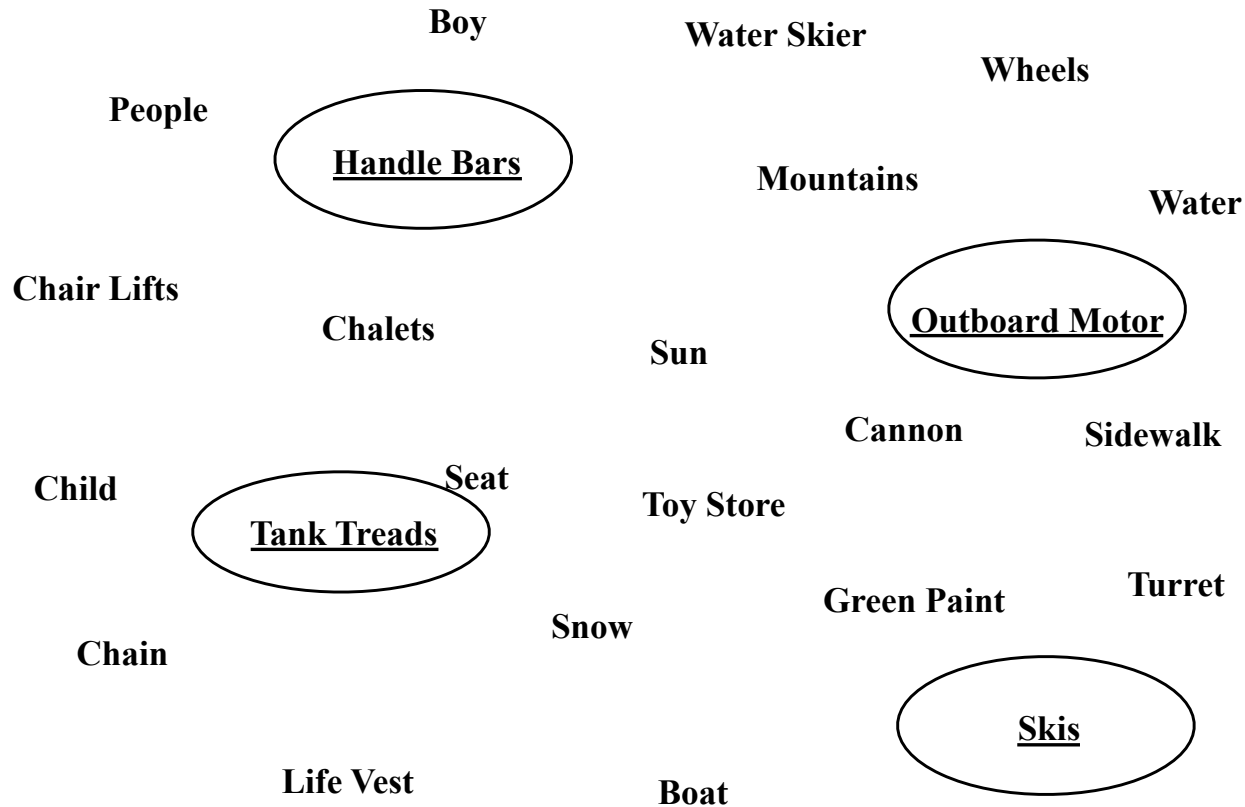 Boy
Water Skier
Wheels
People
Handle Bars
Mountains
Water
Chair Lifts
Chalets
Outboard Motor
Sun
Cannon
Sidewalk
Child
Seat
Toy Store
Tank Treads
Green Paint
Turret
Snow
Chain
Skis
Life Vest
Boat